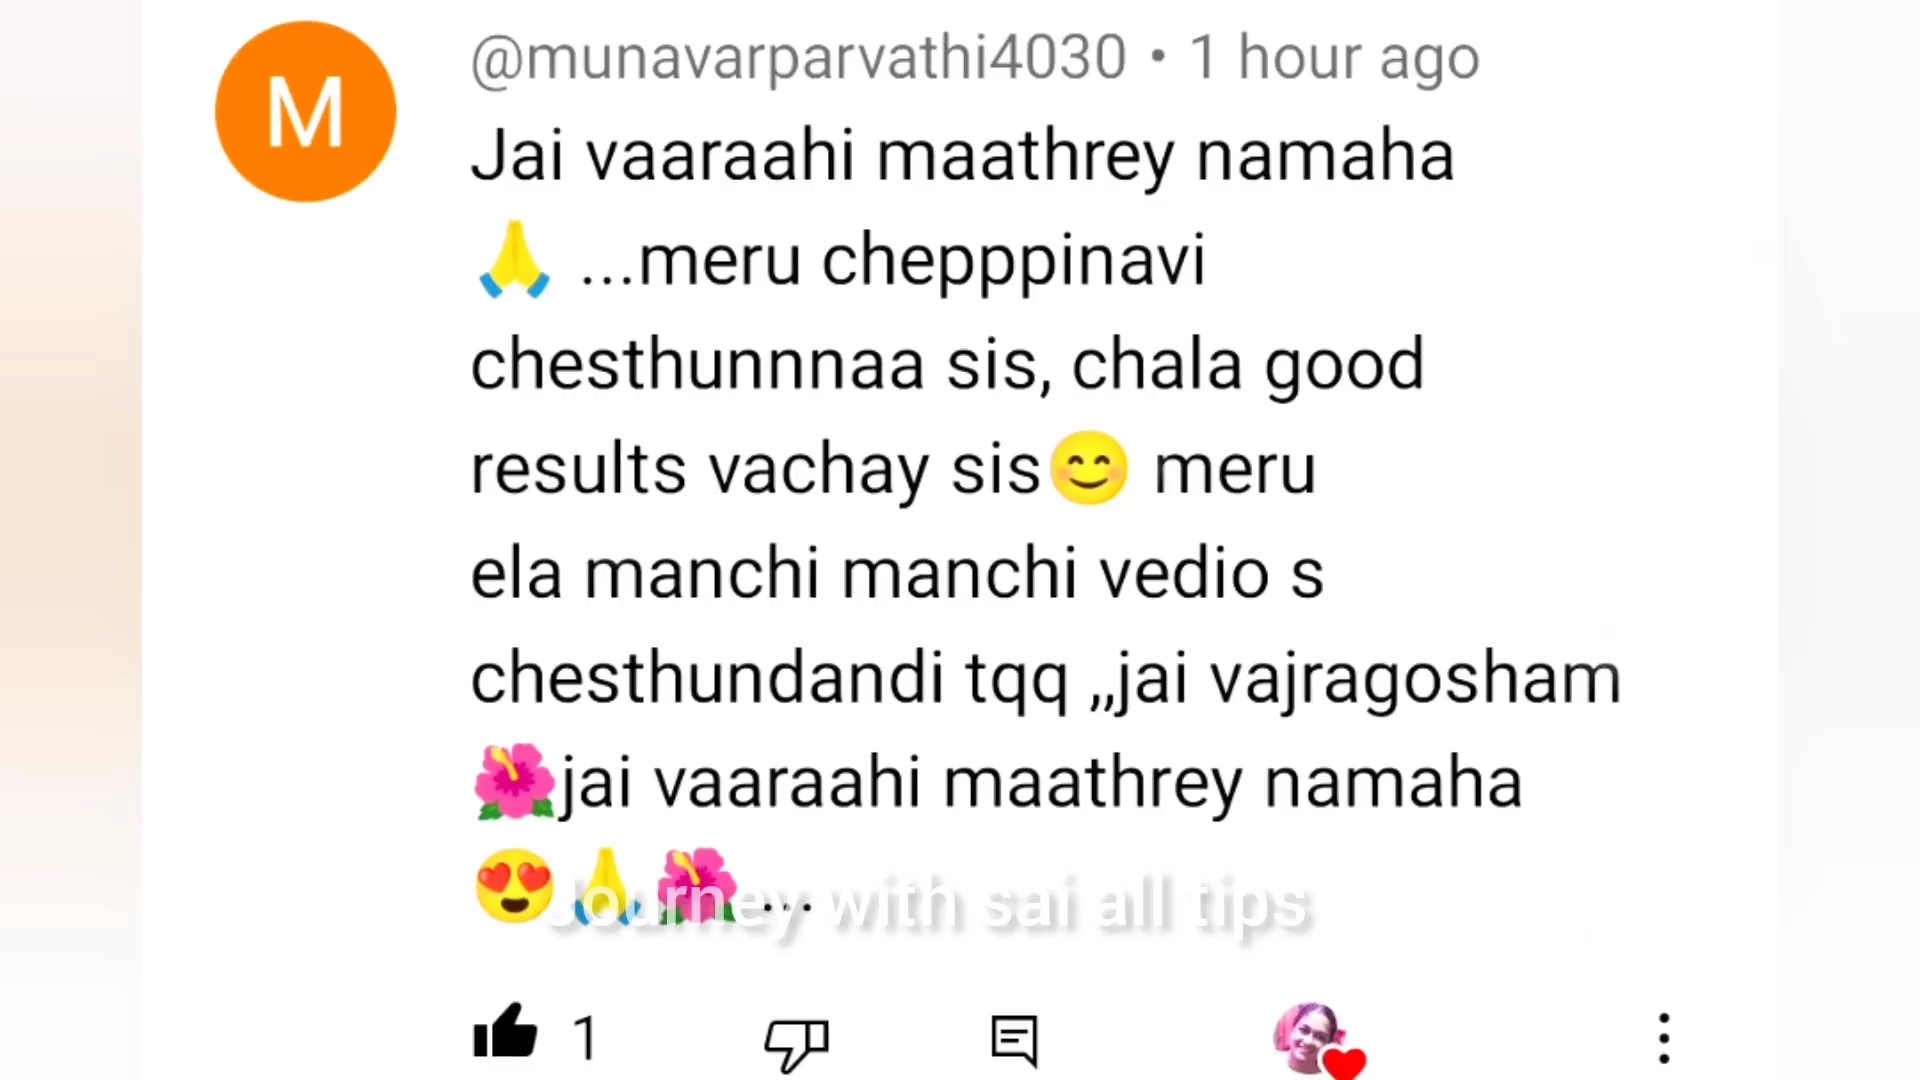 M
@munavarparvathi4030 • 1 hour ago
Jai vaaraahi maathrey namaha
🙏 ...meru chepppinavi
chesthunnnaa sis, chala good
results vachay sis😊 meru
ela manchi manchi vedio s
chesthundandi tqq ,,jai vajragosham
🌺jai vaaraahi maathrey namaha
😍🙏🌺...
Journey with sai all tips
1